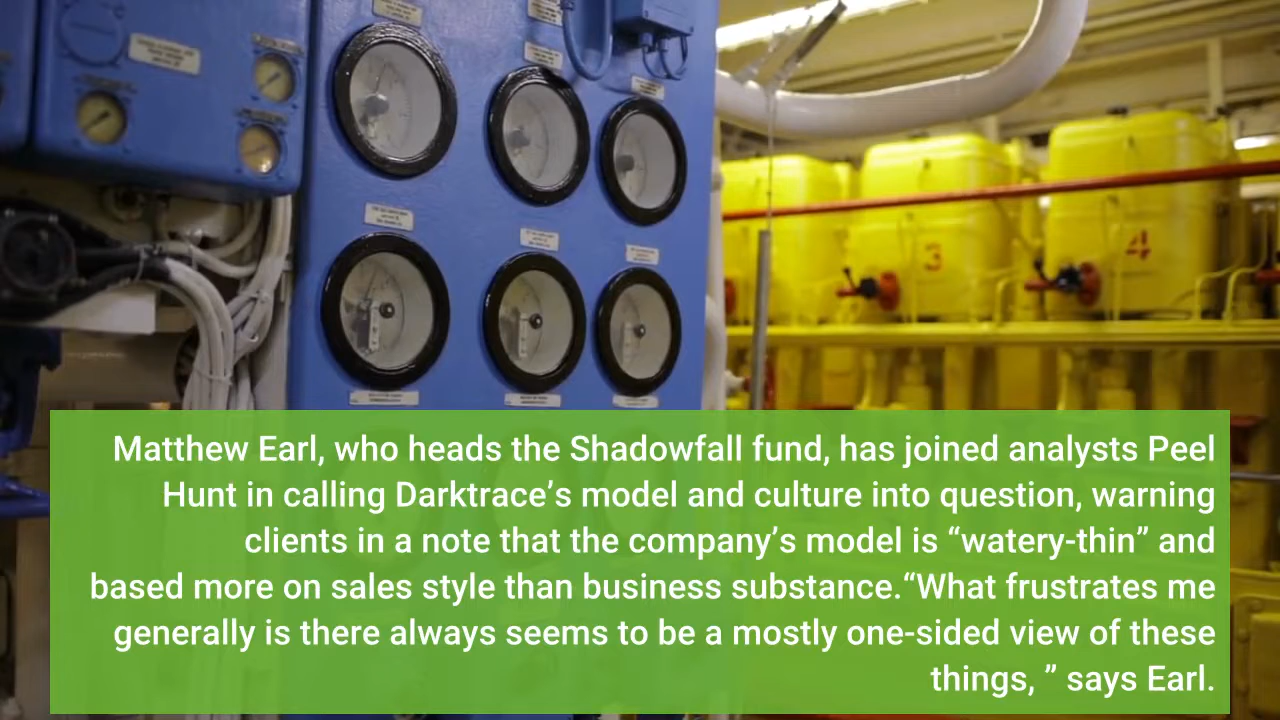 3
4
Matthew Earl, who heads the Shadowfall fund, has joined analysts Peel
Hunt in calling Darktrace’s model and culture into question, warning
clients in a note that the company’s model is “watery-thin” and
based more on sales style than business substance.“What frustrates me
generally is there always seems to be a mostly one-sided view of these
things, ” says Earl.